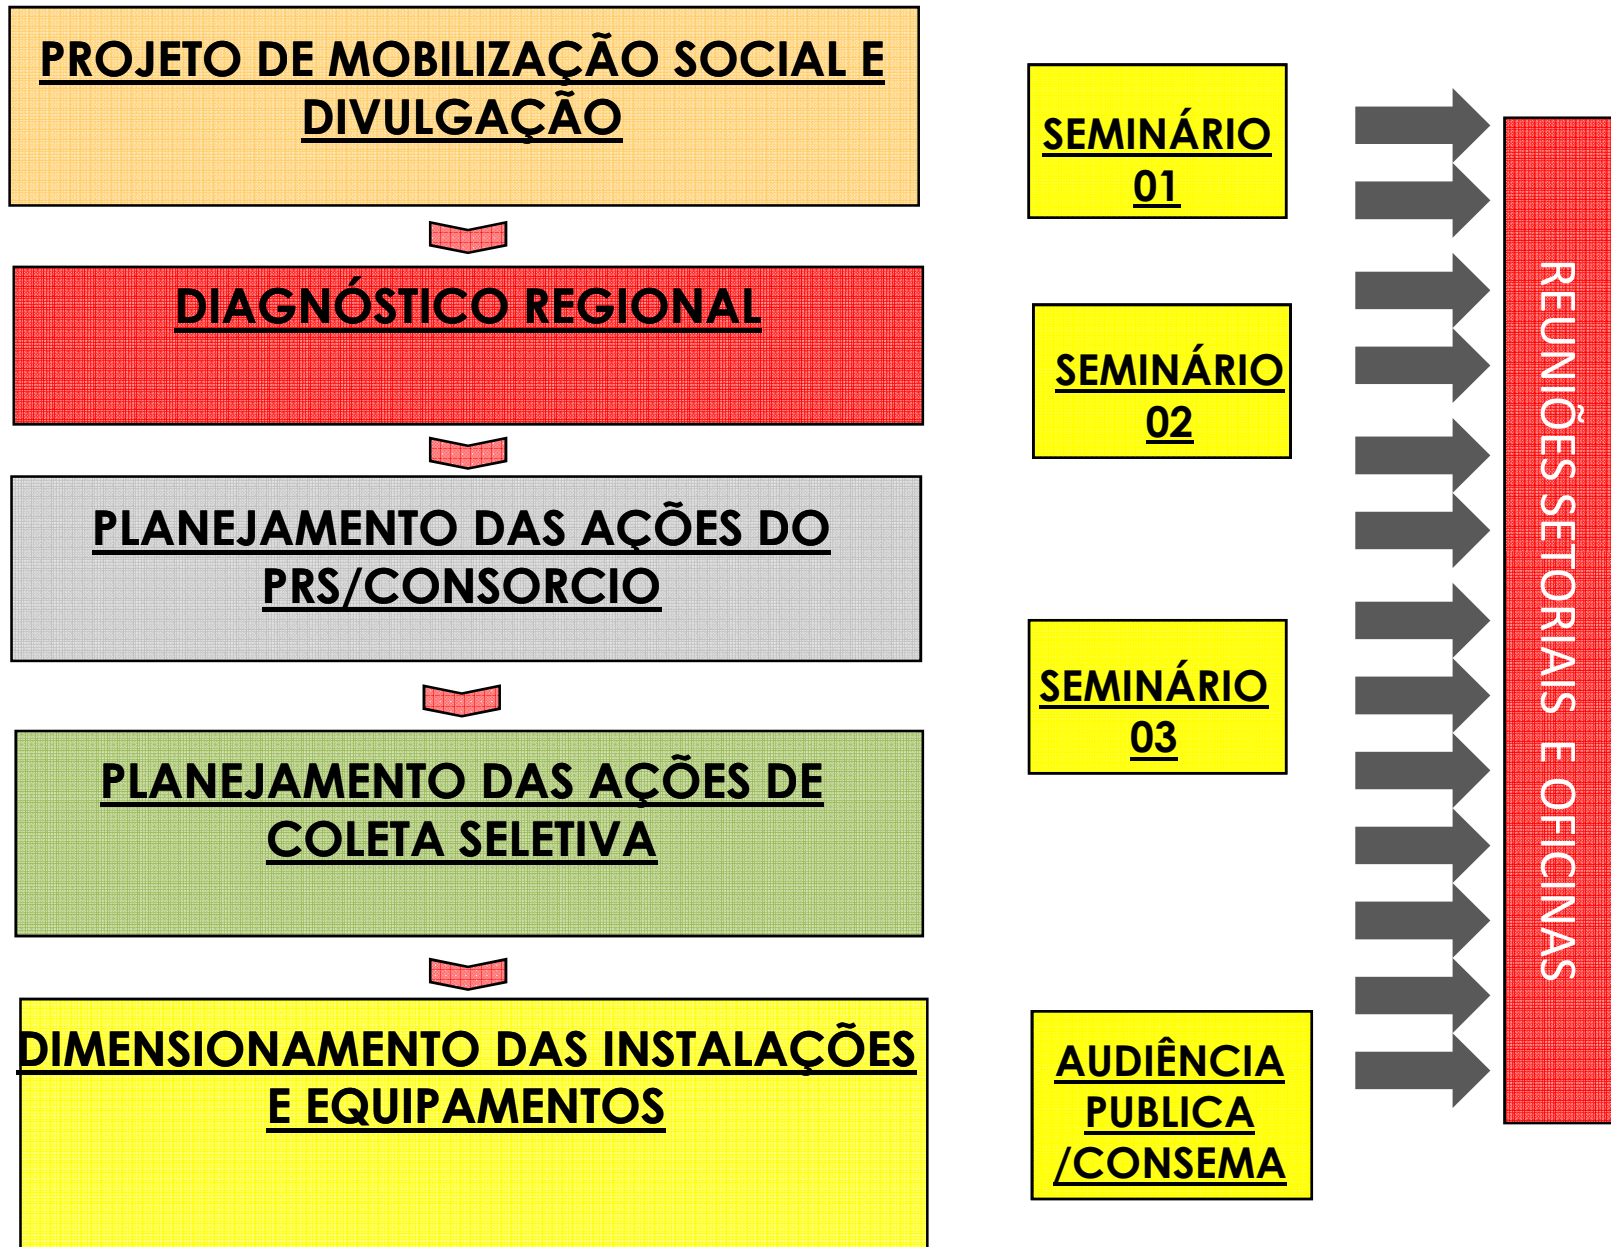 PROJETO DE MOBILIZAÇÃO SOCIAL E
DIVULGAÇÃO
DIAGNÓSTICO REGIONAL
PLANEJAMENTO DAS AÇÕES DO
PRS/CONSORCIO
PLANEJAMENTO DAS AÇÕES DE
COLETA SELETIVA
DIMENSIONAMENTO DAS INSTALAÇÕES
E EQUIPAMENTOS
SEMINÁRIO
01
SEMINÁRIO
02
SEMINÁRIO
03
AUDIÊNCIA
PUBLICA
/CONSEMA
REUNIÕES SETORIAIS E OFICINAS